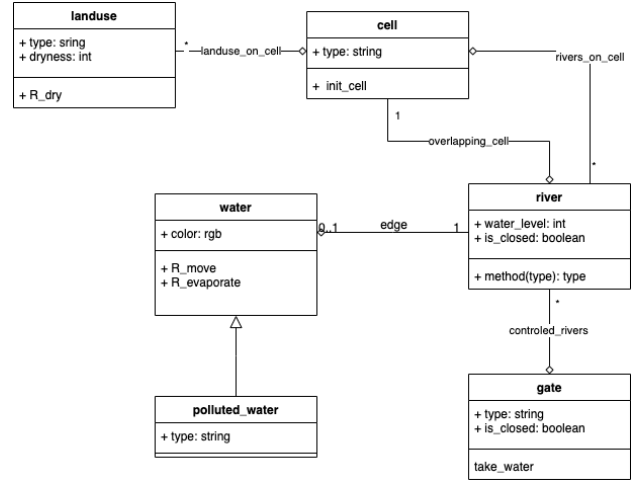 landuse
+ type: sring
+ dryness: int
+ R_dry
* landuse_on_cell
cell
+ type: string
+ init_cell
rivers_on_cell
*
1
overlapping_cell
water
+ color: rgb
+ R_move
+ R_evaporate
0..1 edge 1
river
+ water_level: int
+ is_closed: boolean
+ method(type): type
*
controled_rivers
polluted_water
+ type: string
gate
+ type: string
+ is_closed: boolean
take_water